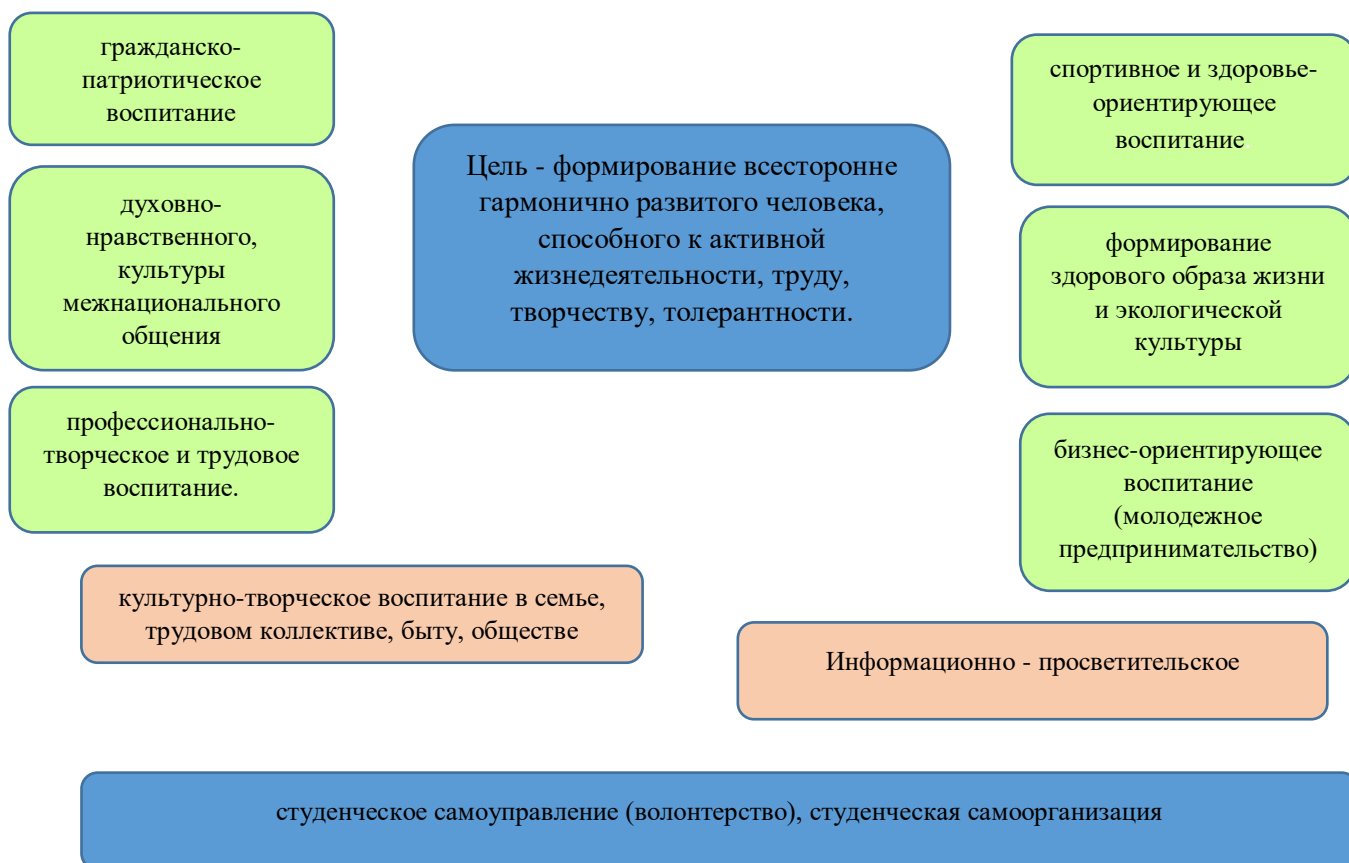 гражданско-
патриотическое
воспитание
духовно-
нравственного,
культуры
межнационального
общения
профессионально-
творческое и трудовое
воспитание.
Цель - формирование всесторонне
гармонично развитого человека,
способного к активной
жизнедеятельности, труду,
творчеству, толерантности.
спортивное и здоровье-
ориентирующее
воспитание.
формирование
здорового образа жизни
и экологической
культуры
бизнес-ориентирующее
воспитание
(молодежное
предпринимательство)
культурно-творческое воспитание в семье,
трудовом коллективе, быту, обществе
Информационно - просветительское
студенческое самоуправление (волонтерство), студенческая самоорганизация